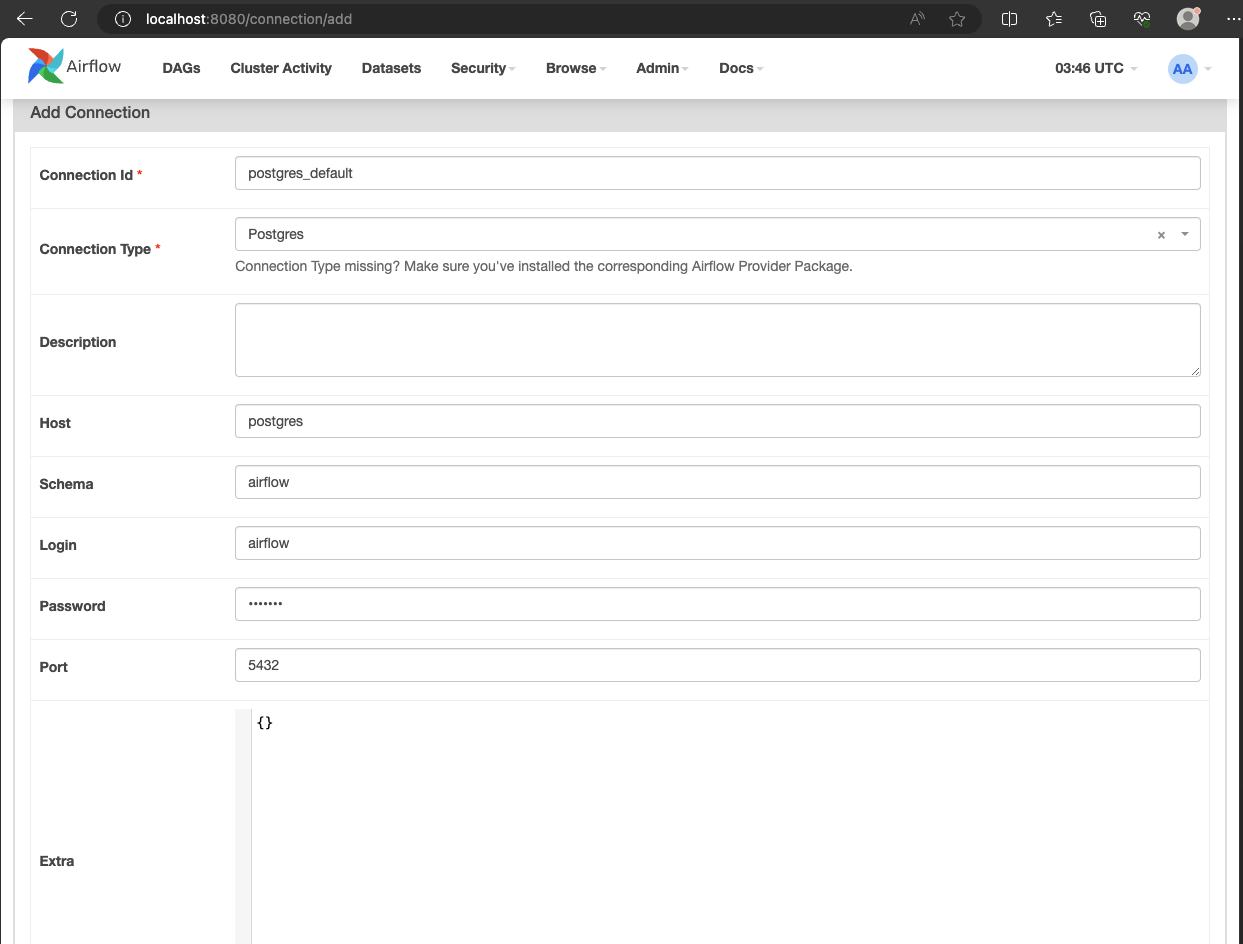 localhost:8080/connection/add
Airflow DAGs Cluster Activity Datasets Security Browse Admin Docs 03:46 UTC AA
Add Connection
Connection Id * postgres_default
Connection Type * Postgres × 
Connection Type missing? Make sure you've installed the corresponding Airflow Provider Package.
Description
Host postgres
Schema airflow
Login airflow
Password •••••••
Port 5432
Extra {}